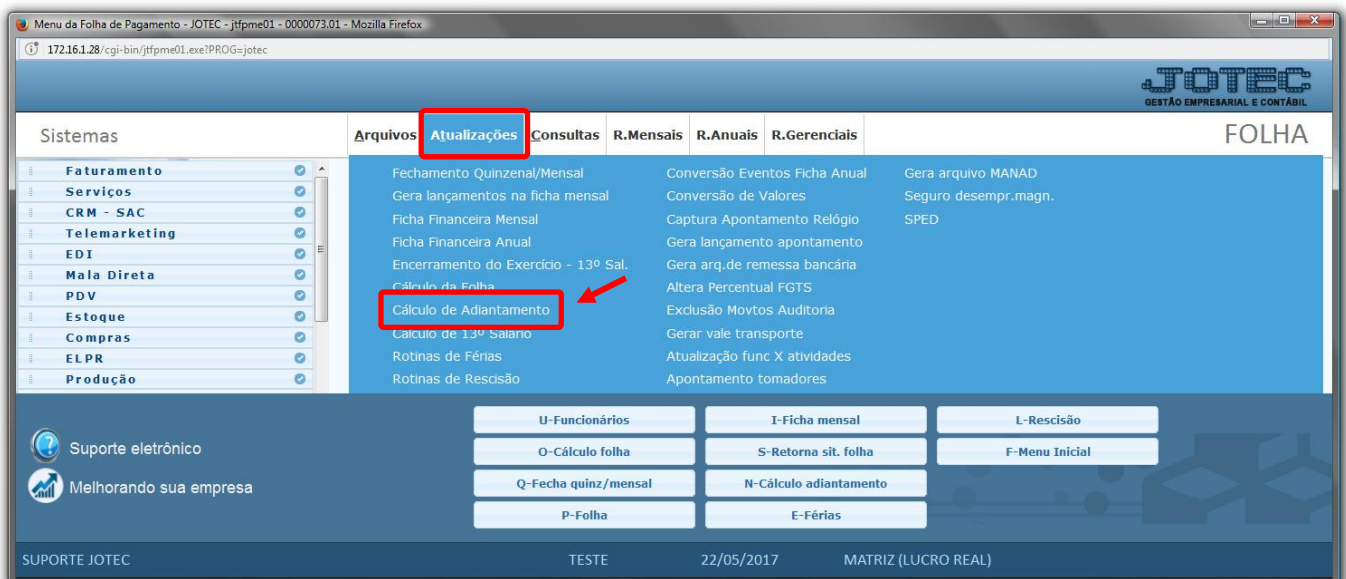 Menu da Folha de Pagamento - JOTEC - jtfpme01 - 0000073.01 - Mozilla Firefox
172.16.1.28/cgi-bin/jtfpme01.exe?PROG=jotec
JOTEC
GESTÃO EMPRESARIAL E CONTÁBIL
Sistemas
Arquivos Atualizações Consultas R.Mensais R.Anuais R.Gerenciais
FOLHA
Faturamento
Serviços
CRM - SAC
Telemarketing
EDI
Mala Direta
PDV
Estoque
Compras
ELPR
Produção
Fechamento Quinzenal/Mensal
Gera lançamentos na ficha mensal
Ficha Financeira Mensal
Ficha Financeira Anual
Encerramento do Exercício - 13º Sal.
Cálculo da Folha
Cálculo de Adiantamento
Cálculo de 13º Salário
Rotinas de Férias
Rotinas de Rescisão
Conversão Eventos Ficha Anual
Conversão de Valores
Captura Apontamento Relógio
Gera lançamento apontamento
Gera arq.de remessa bancária
Altera Percentual FGTS
Exclusão Movtos Auditoria
Gerar vale transporte
Atualização func X atividades
Apontamento tomadores
Gera arquivo MANAD
Seguro desempr.magn.
SPED
Suporte eletrônico
Melhorando sua empresa
U-Funcionários I-Ficha mensal L-Rescisão
O-Cálculo folha S-Retorna sit. folha F-Menu Inicial
Q-Fecha quinz/mensal N-Cálculo adiantamento
P-Folha E-Férias
SUPORTE JOTEC TESTE 22/05/2017 MATRIZ (LUCRO REAL)